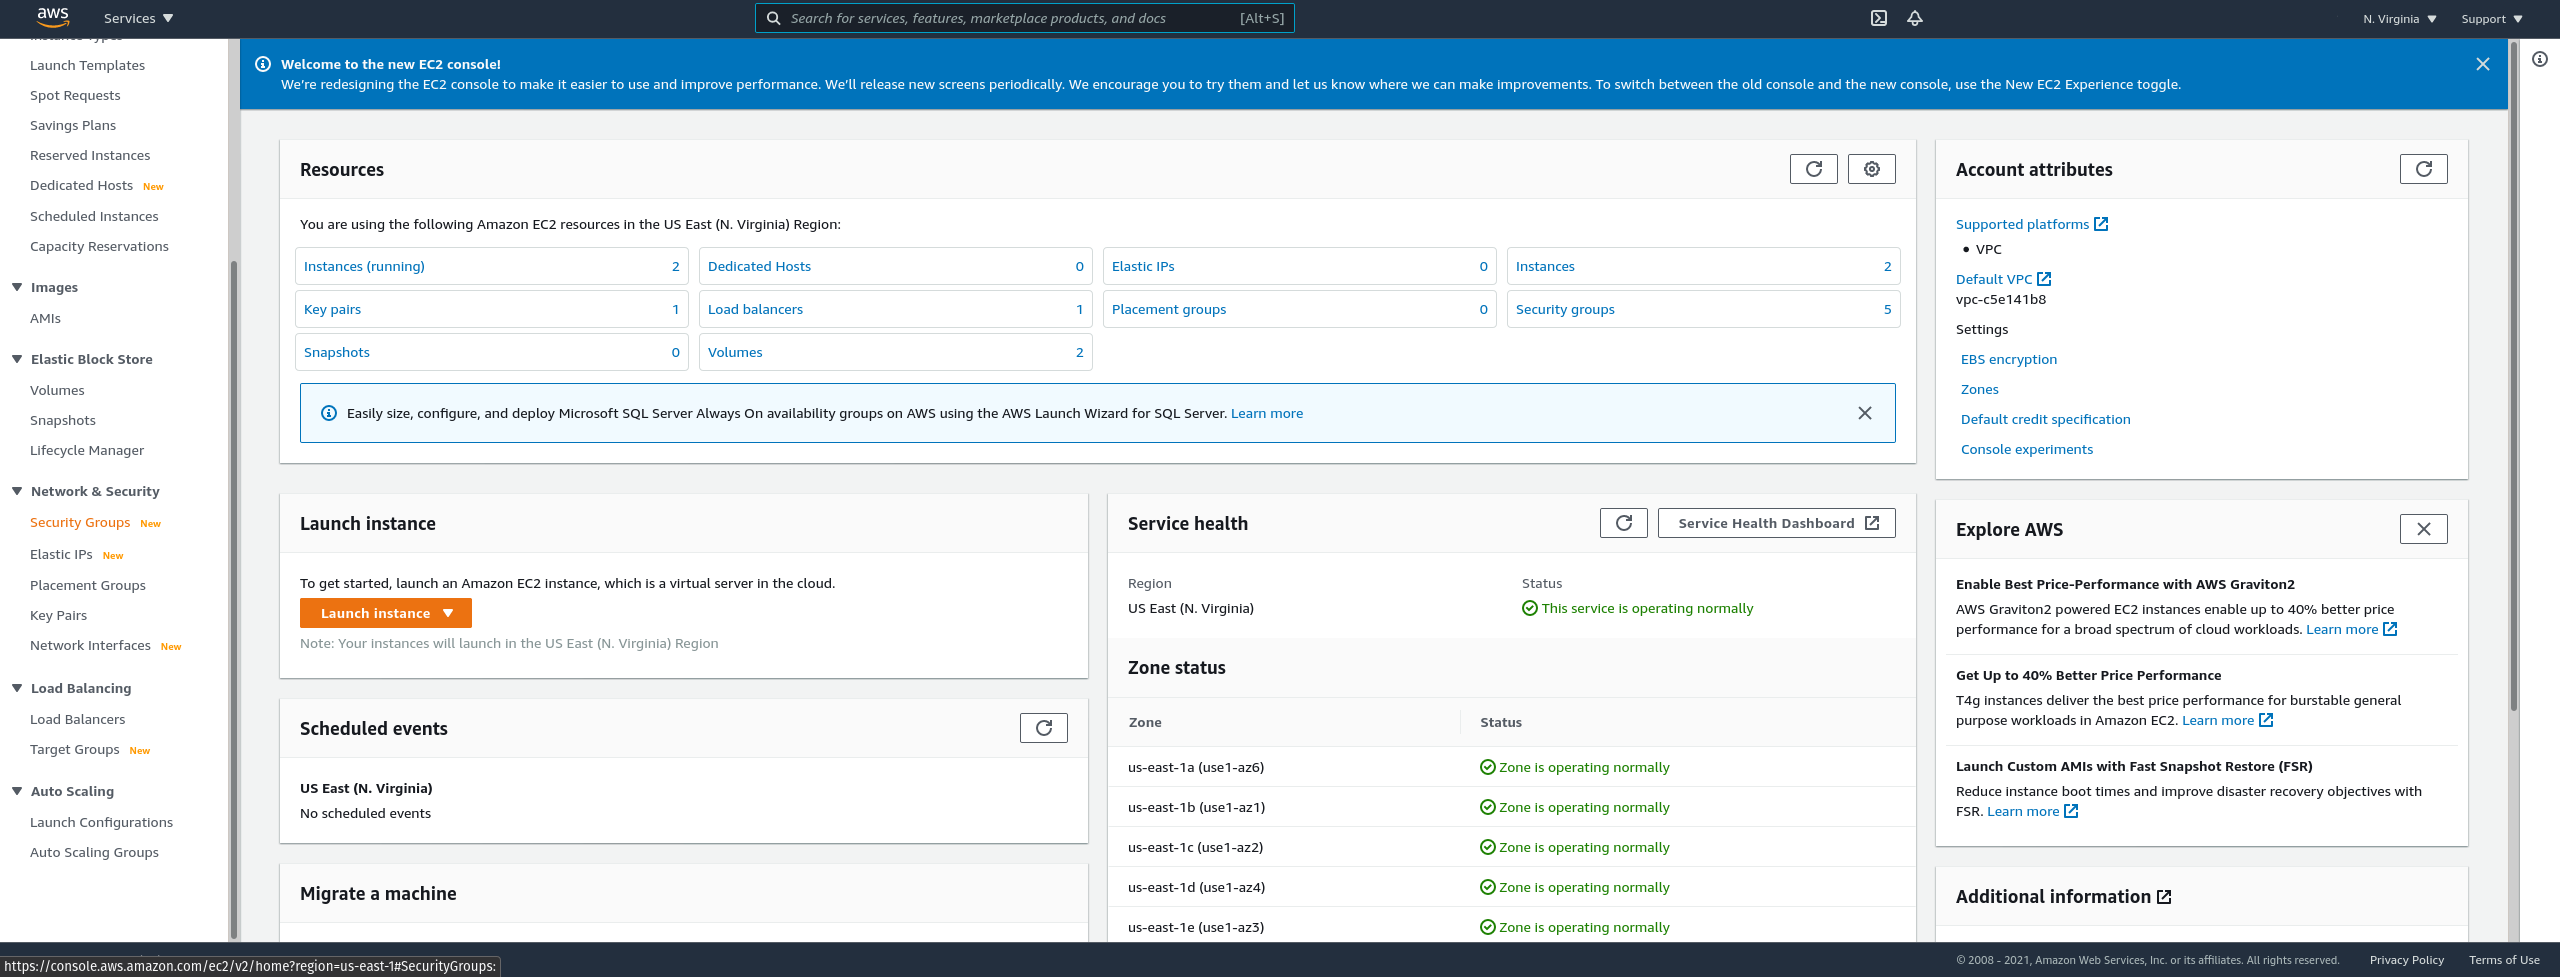 aws
Services
Search for services, features, marketplace products, and docs [Alt+S]
N. Virginia
Support
Instance Types
Launch Templates
Spot Requests
Savings Plans
Reserved Instances
Dedicated Hosts New
Scheduled Instances
Capacity Reservations
Images
AMIs
Elastic Block Store
Volumes
Snapshots
Lifecycle Manager
Network & Security
Security Groups New
Elastic IPs New
Placement Groups
Key Pairs
Network Interfaces New
Load Balancing
Load Balancers
Target Groups New
Auto Scaling
Launch Configurations
Auto Scaling Groups
Welcome to the new EC2 console!
We're redesigning the EC2 console to make it easier to use and improve performance. We'll release new screens periodically. We encourage you to try them and let us know where we can make improvements. To switch between the old console and the new console, use the New EC2 Experience toggle.
Resources
You are using the following Amazon EC2 resources in the US East (N. Virginia) Region:
Instances (running) 2
Dedicated Hosts 0
Elastic IPs 0
Instances 2
Key pairs 1
Load balancers 1
Placement groups 0
Security groups 5
Snapshots 0
Volumes 2
Easily size, configure, and deploy Microsoft SQL Server Always On availability groups on AWS using the AWS Launch Wizard for SQL Server. Learn more
Launch instance
To get started, launch an Amazon EC2 instance, which is a virtual server in the cloud.
Launch instance
Note: Your instances will launch in the US East (N. Virginia) Region
Scheduled events
US East (N. Virginia)
No scheduled events
Migrate a machine
Service health
Service Health Dashboard
Region Status
US East (N. Virginia) This service is operating normally
Zone status
Zone Status
us-east-1a (use1-az6) Zone is operating normally
us-east-1b (use1-az1) Zone is operating normally
us-east-1c (use1-az2) Zone is operating normally
us-east-1d (use1-az4) Zone is operating normally
us-east-1e (use1-az3) Zone is operating normally
Account attributes
Supported platforms
• VPC
Default VPC
vpc-c5e141b8
Settings
EBS encryption
Zones
Default credit specification
Console experiments
Explore AWS
Enable Best Price-Performance with AWS Graviton2
AWS Graviton2 powered EC2 instances enable up to 40% better price
performance for a broad spectrum of cloud workloads. Learn more
Get Up to 40% Better Price Performance
T4g instances deliver the best price performance for burstable general
purpose workloads in Amazon EC2. Learn more
Launch Custom AMIs with Fast Snapshot Restore (FSR)
Reduce instance boot times and improve disaster recovery objectives with
FSR. Learn more
Additional information
https://console.aws.amazon.com/ec2/v2/home?region=us-east-1#SecurityGroups:
© 2008 - 2021, Amazon Web Services, Inc. or its affiliates. All rights reserved.
Privacy Policy
Terms of Use